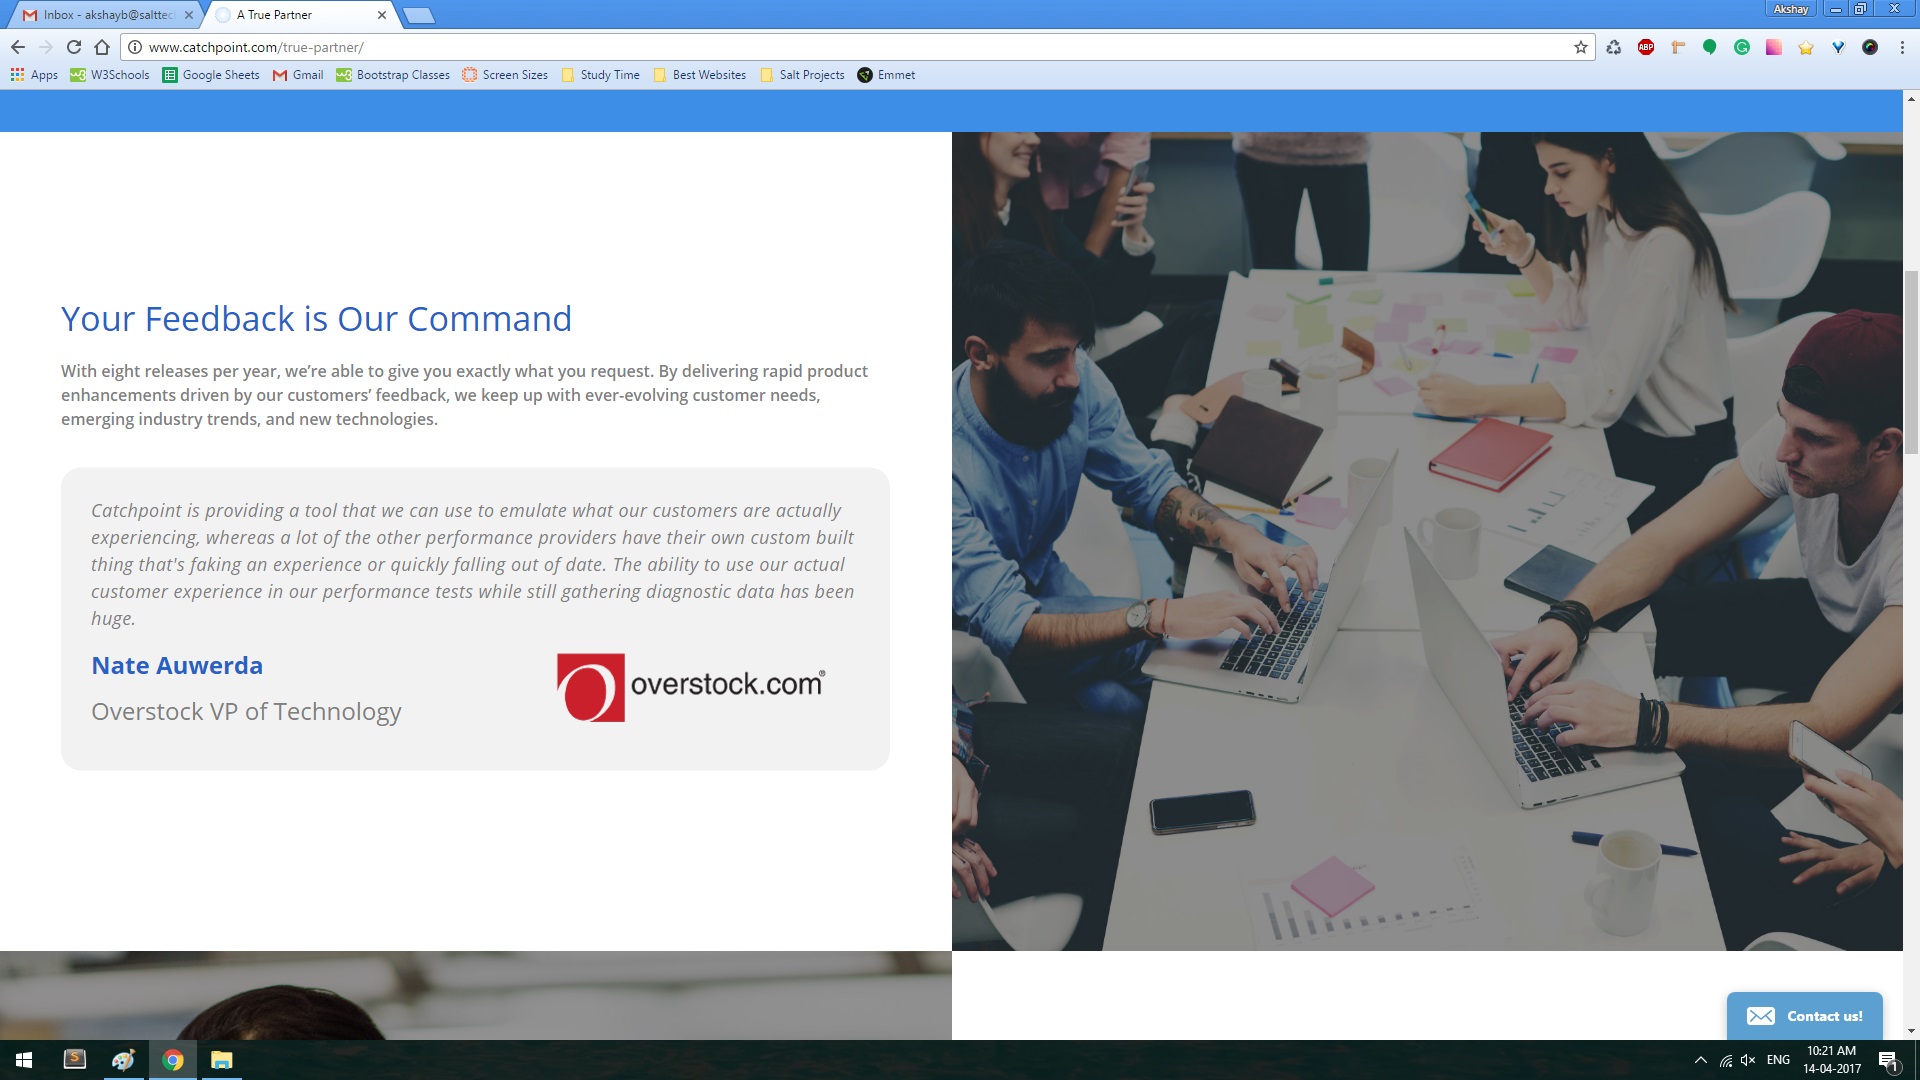 Inbox - akshayb@salttec
A True Partner
Akshay
www.catchpoint.com/true-partner/
ABP
Apps
W3Schools
Google Sheets
Gmail
Bootstrap Classes
Screen Sizes
Study Time
Best Websites
Salt Projects
Emmet
Your Feedback is Our Command
With eight releases per year, we’re able to give you exactly what you request. By delivering rapid product
enhancements driven by our customers’ feedback, we keep up with ever-evolving customer needs,
emerging industry trends, and new technologies.
Catchpoint is providing a tool that we can use to emulate what our customers are actually
experiencing, whereas a lot of the other performance providers have their own custom built
thing that's faking an experience or quickly falling out of date. The ability to use our actual
customer experience in our performance tests while still gathering diagnostic data has been
huge.
Nate Auwerda
Overstock VP of Technology
overstock.com®
Contact us!
ENG
10:21 AM
14-04-2017
1